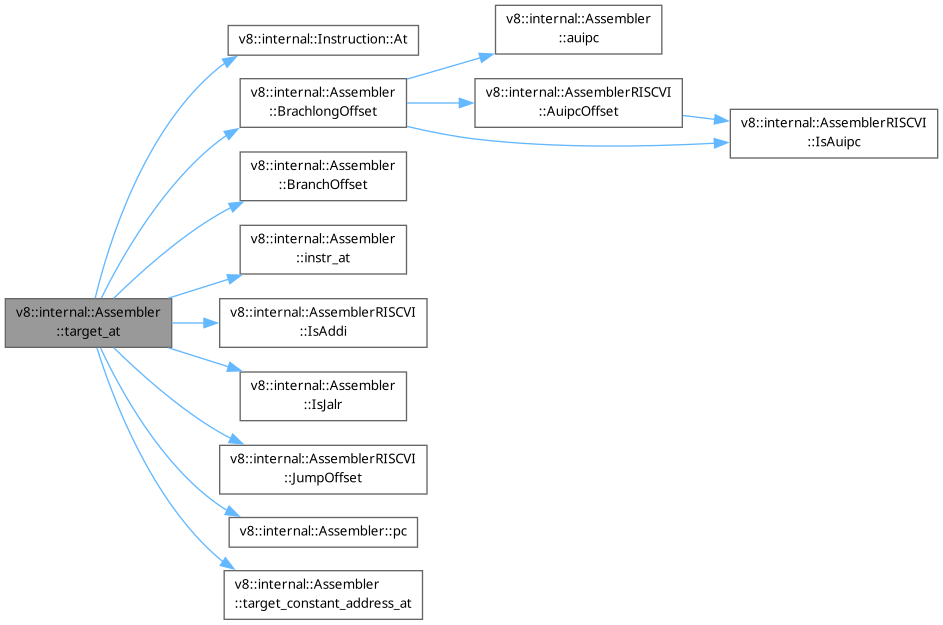 v8::internal::Assembler
::target_at
v8::internal::Instruction::At
v8::internal::Assembler
::BrachlongOffset
v8::internal::Assembler
::BranchOffset
v8::internal::Assembler
::instr_at
v8::internal::AssemblerRISCVI
::IsAddi
v8::internal::Assembler
::IsJalr
v8::internal::AssemblerRISCVI
::JumpOffset
v8::internal::Assembler::pc
v8::internal::Assembler
::target_constant_address_at
v8::internal::Assembler
::auipc
v8::internal::AssemblerRISCVI
::AuipcOffset
v8::internal::AssemblerRISCVI
::IsAuipc